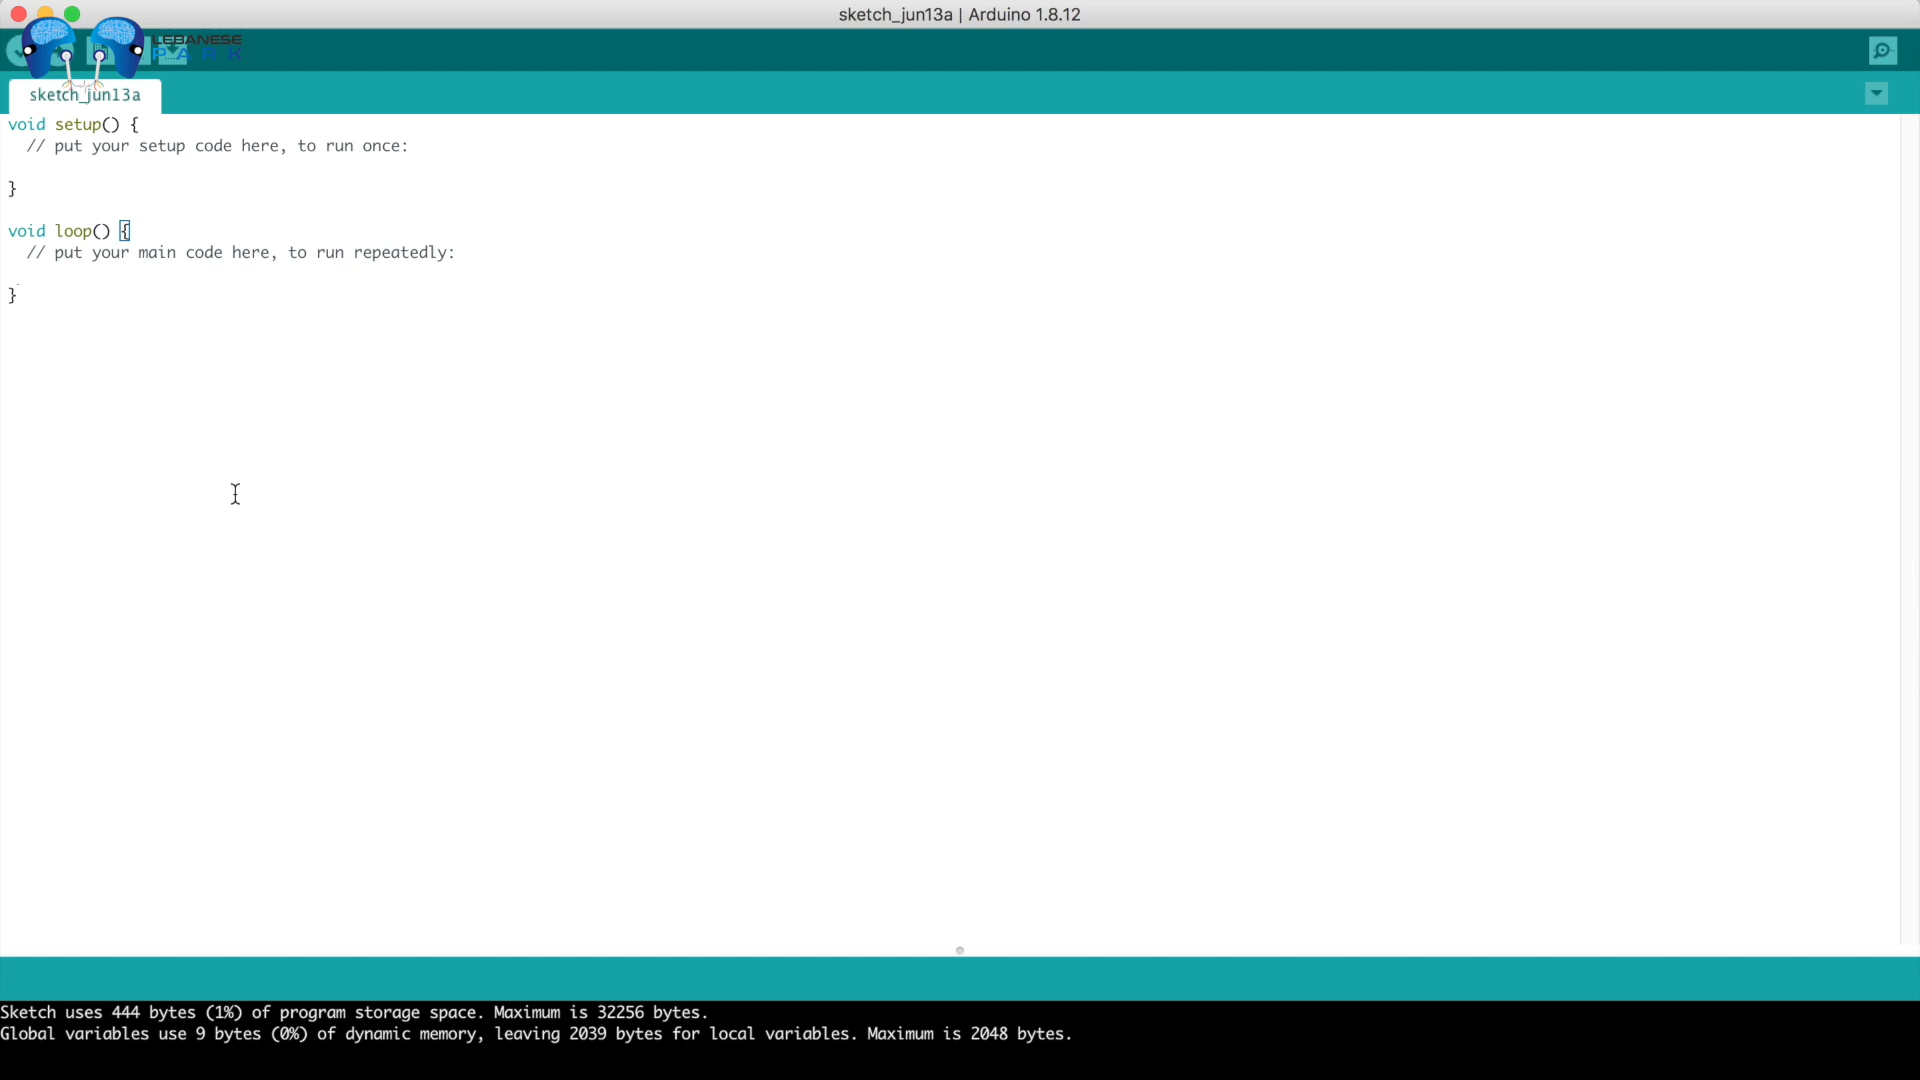 sketch_jun13a | Arduino 1.8.12
LEBANESE
PARK
sketch_jun13a
void setup() {
// put your setup code here, to run once:
}
void loop() {
// put your main code here, to run repeatedly:
}
Sketch uses 444 bytes (1%) of program storage space. Maximum is 32256 bytes.
Global variables use 9 bytes (0%) of dynamic memory, leaving 2039 bytes for local variables. Maximum is 2048 bytes.